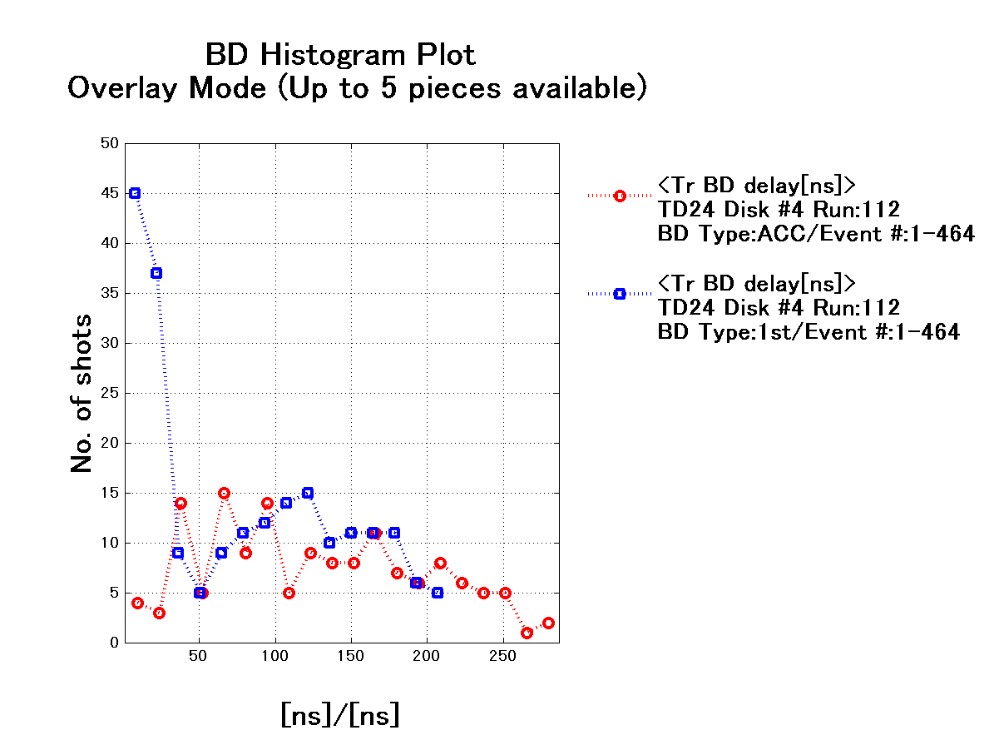 BD Histogram Plot
Overlay Mode (Up to 5 pieces available)
50
45
40
35
30
25
20
15
10
5
0
No. of shots
50 100 150 200 250
[ns]/[ns]
<Tr BD delay[ns]>
TD24 Disk #4 Run:112
BD Type:ACC/Event #:1-464
<Tr BD delay[ns]>
TD24 Disk #4 Run:112
BD Type:1st/Event #:1-464